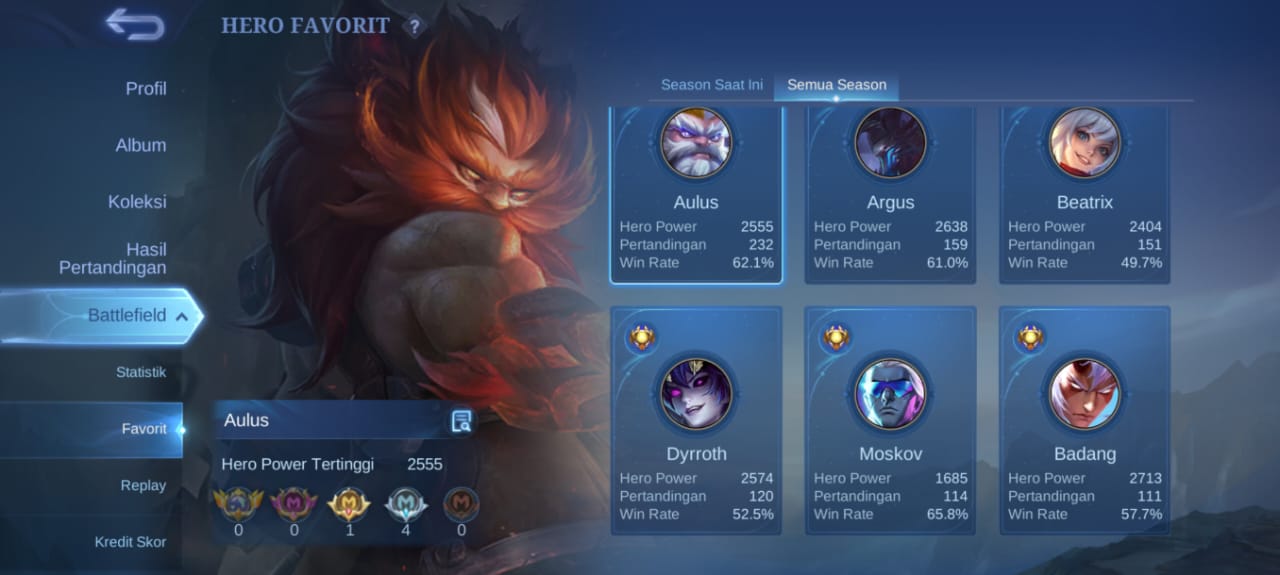 HERO FAVORIT ?
Profil
Album
Koleksi
Hasil
Pertandingan
Battlefield
Statistik
Favorit
Replay
Kredit Skor
Aulus
Hero Power Tertinggi 2555
0 0 1 4 0
Season Saat Ini Semua Season
Aulus
Hero Power 2555
Pertandingan 232
Win Rate 62.1%
Argus
Hero Power 2638
Pertandingan 159
Win Rate 61.0%
Beatrix
Hero Power 2404
Pertandingan 151
Win Rate 49.7%
Dyrroth
Hero Power 2574
Pertandingan 120
Win Rate 52.5%
Moskov
Hero Power 1685
Pertandingan 114
Win Rate 65.8%
Badang
Hero Power 2713
Pertandingan 111
Win Rate 57.7%